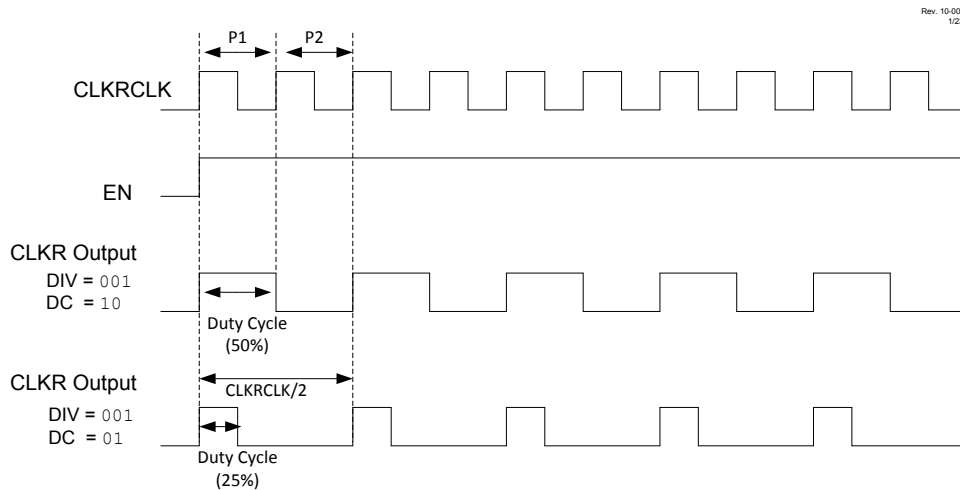 Rev. 10-00
1/23
P1
P2
CLKRCLK
EN
CLKR Output
DIV = 001
DC = 10
Duty Cycle
(50%)
CLKR Output
CLKRCLK/2
DIV = 001
DC = 01
Duty Cycle
(25%)